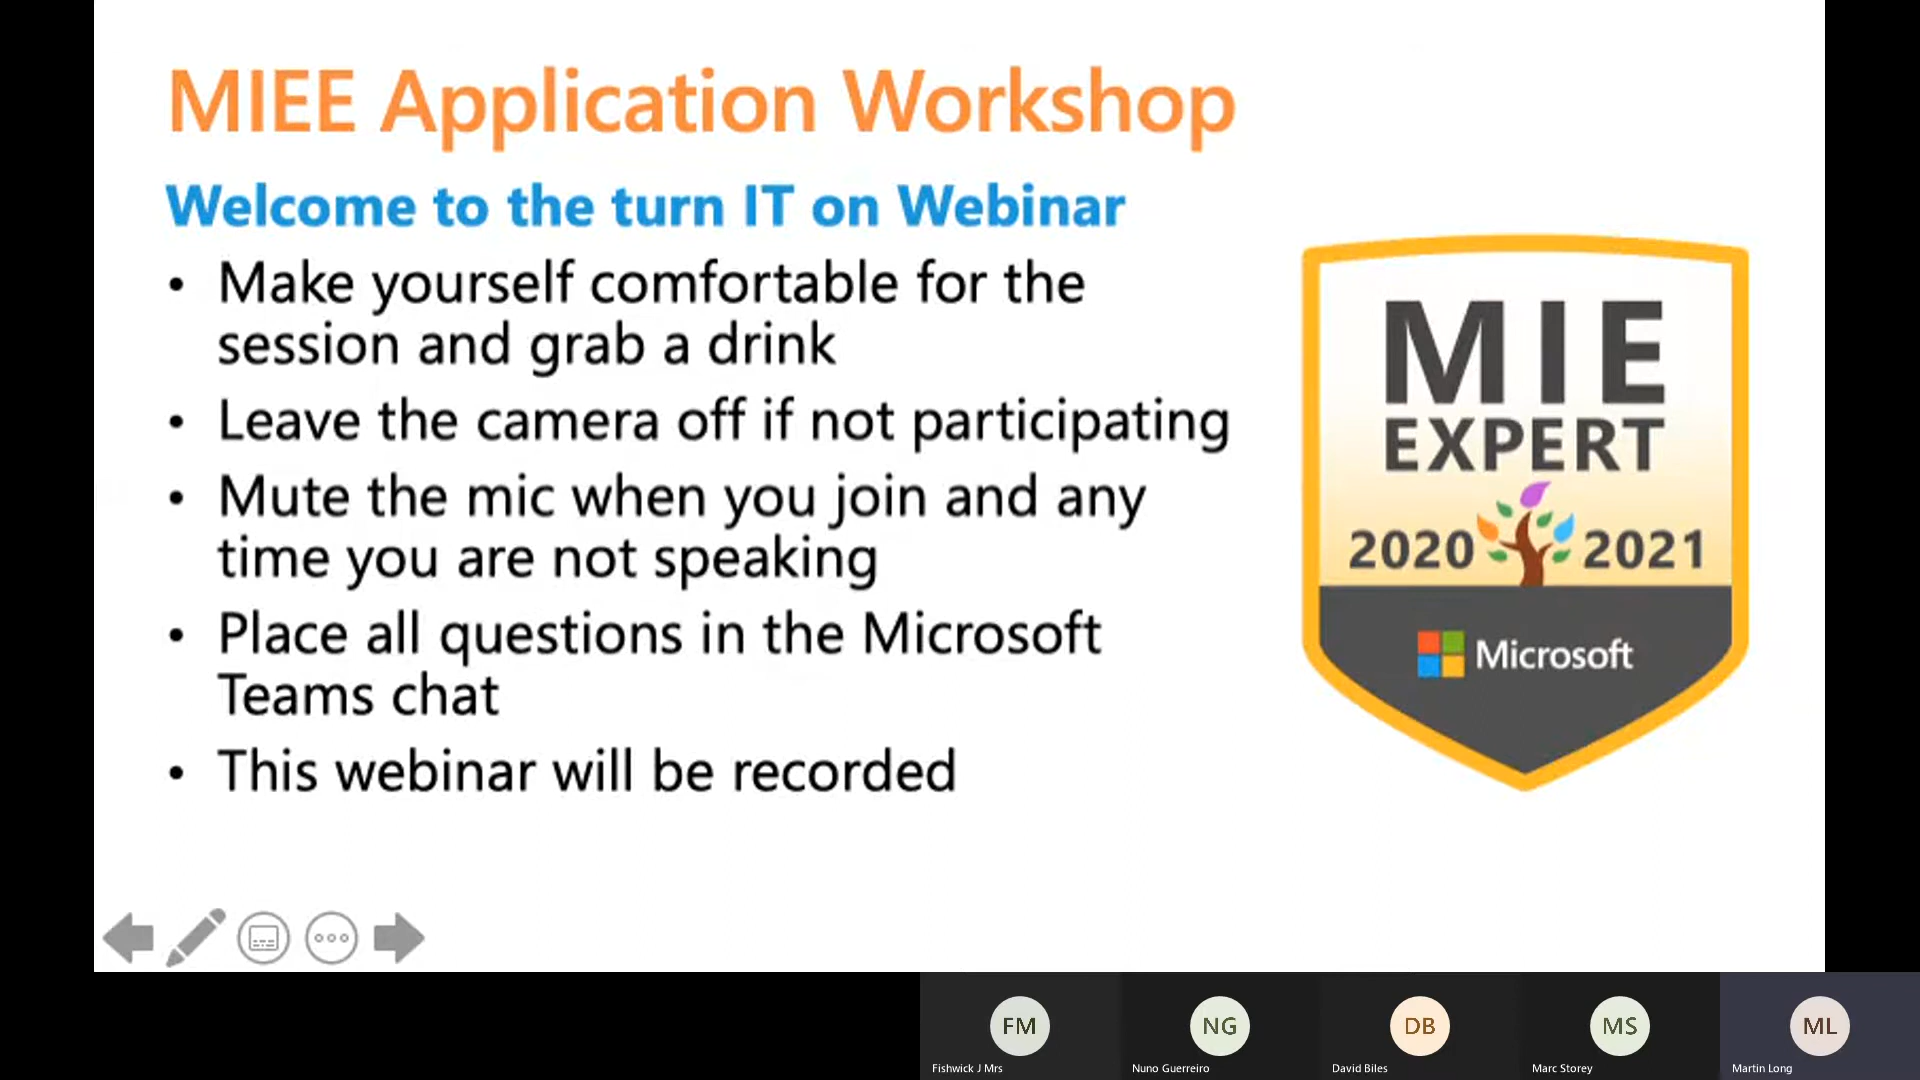 MIEE Application Workshop
Welcome to the turn IT on Webinar
• Make yourself comfortable for the
session and grab a drink
• Leave the camera off if not participating
• Mute the mic when you join and any
time you are not speaking
• Place all questions in the Microsoft
Teams chat
• This webinar will be recorded
MIE
EXPERT
2020 2021
Microsoft
FM NG DB MS ML
Fishwick J Mrs Nuno Guerreiro David Biles Marc Storey Martin Long